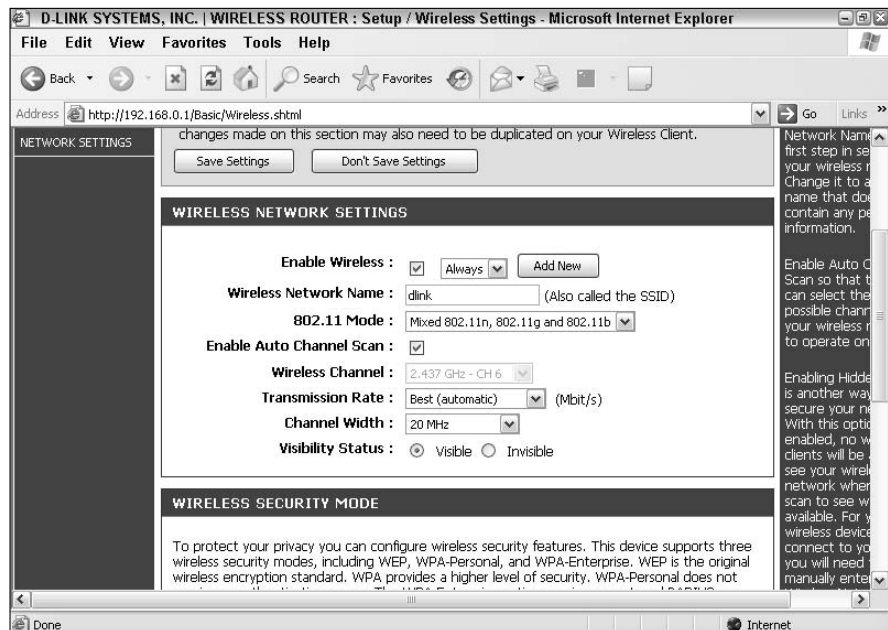 D-LINK SYSTEMS, INC. | WIRELESS ROUTER : Setup / Wireless Settings - Microsoft Internet Explorer
File Edit View Favorites Tools Help
Back Search Favorites
Address http://192.168.0.1/Basic/Wireless.shtml Go Links »
NETWORK SETTINGS
changes made on this section may also need to be duplicated on your Wireless Client.
Save Settings Don't Save Settings
WIRELESS NETWORK SETTINGS
Enable Wireless : Always Add New
Wireless Network Name : dlink (Also called the SSID)
802.11 Mode : Mixed 802.11n, 802.11g and 802.11b
Enable Auto Channel Scan :
Wireless Channel : 2.437 GHz - CH 6
Transmission Rate : Best (automatic) (Mbit/s)
Channel Width : 20 MHz
Visibility Status : Visible Invisible
WIRELESS SECURITY MODE
To protect your privacy you can configure wireless security features. This device supports three
wireless security modes, including WEP, WPA-Personal, and WPA-Enterprise. WEP is the original
wireless encryption standard. WPA provides a higher level of security. WPA-Personal does not
Network Name
first step in se
your wireless r
Change it to a
name that doe
contain any pe
information.
Enable Auto C
Scan so that t
can select the
possible chann
your wireless r
to operate on
Enabling Hidde
is another way
secure your ne
With this optio
enabled, no w
clients will be
see your wirel
network when
scan to see w
available. For y
wireless device
connect to yo
you will need
manually enter
Done Internet